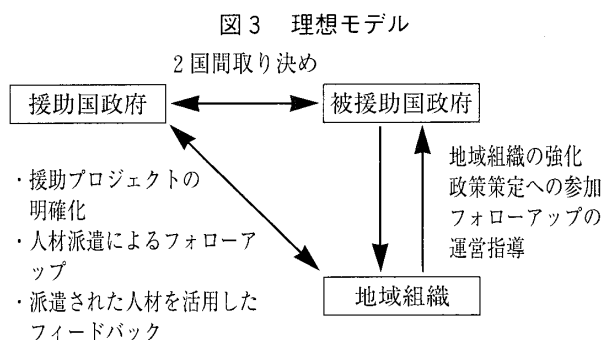 図3 理想モデル
2国間取り決め
援助国政府
被援助国政府
地域組織の強化
政策策定への参加
フォローアップの
運営指導
・援助プロジェクトの
明確化
・人材派遣によるフォローア
ップ
・派遣された人材を活用した
フィードバック
地域組織